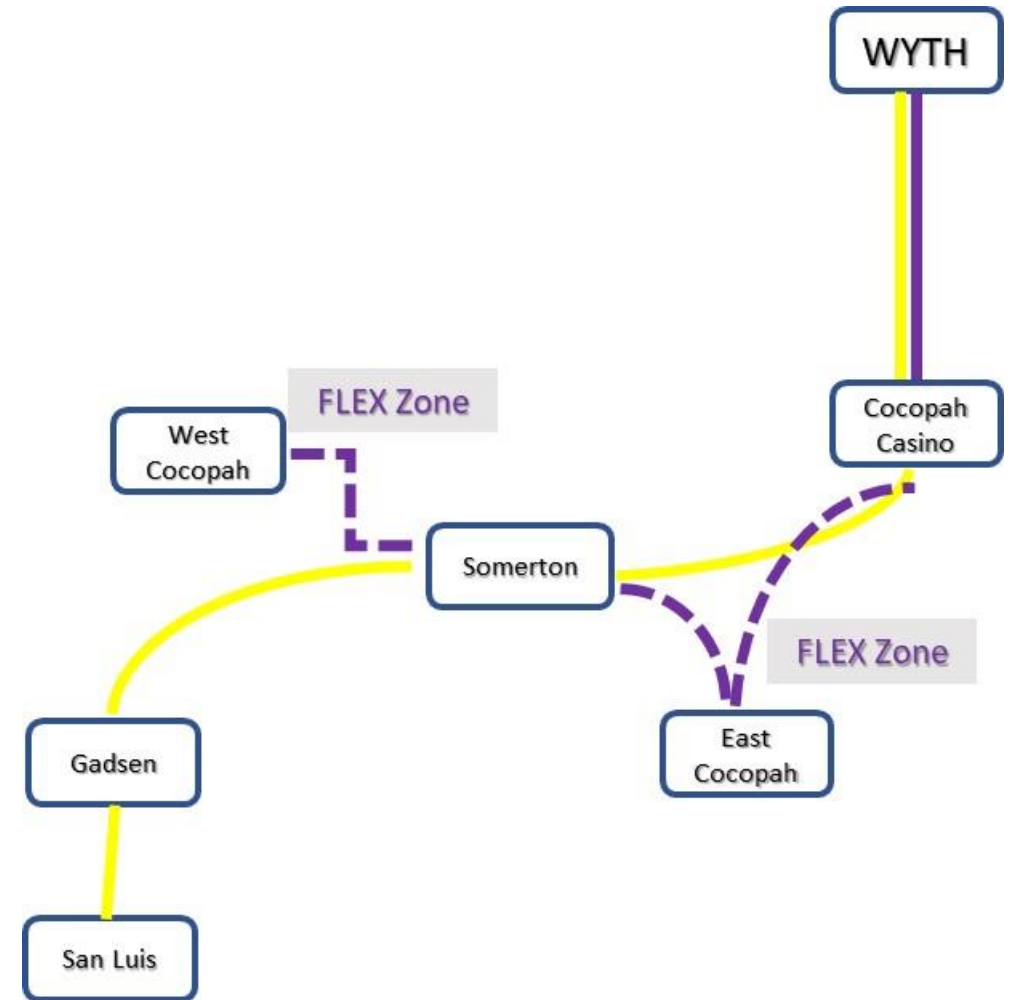 WYTH
Cocopah
Casino
FLEX Zone
West
Cocopah
Somerton
FLEX Zone
East
Cocopah
Gadsen
San Luis